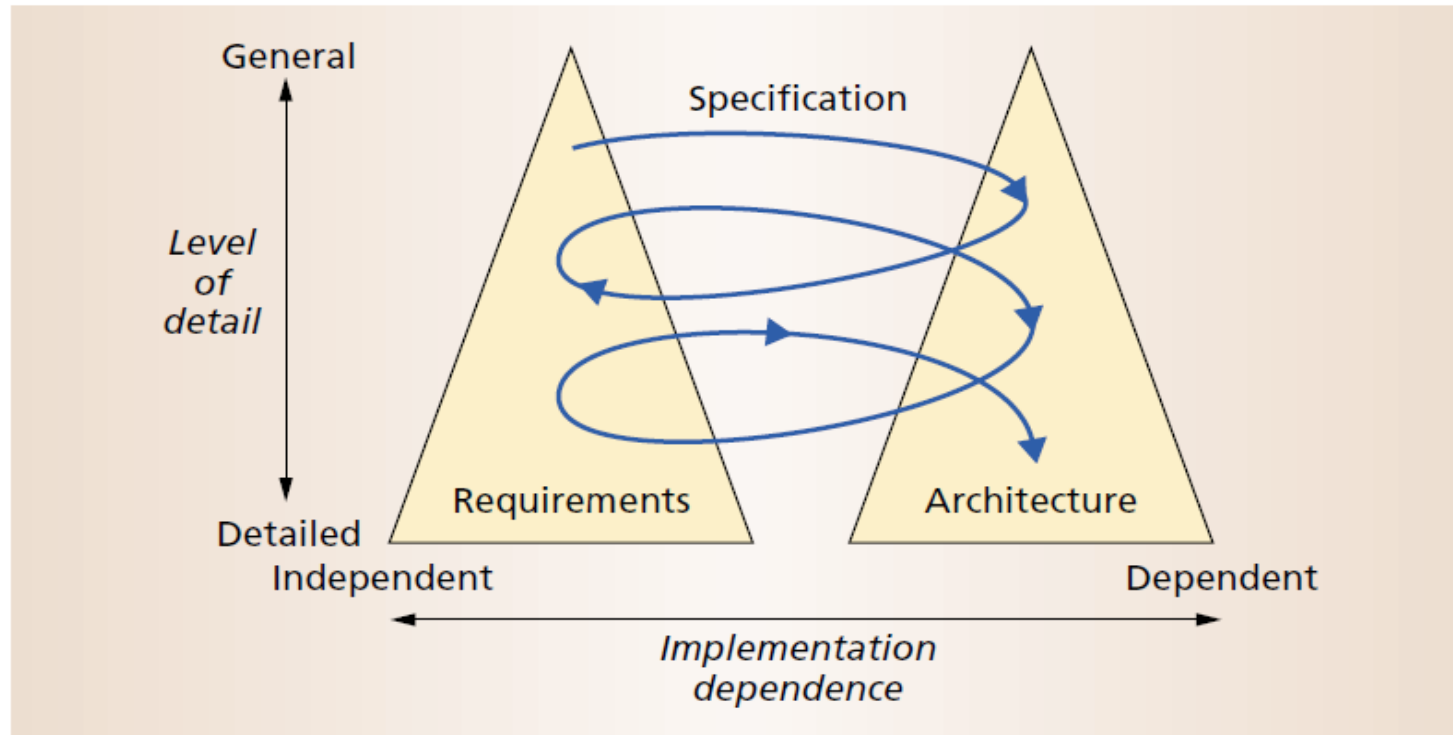 General
Specification
Level
of
detail
Requirements
Architecture
Detailed
Independent
Dependent
Implementation
dependence